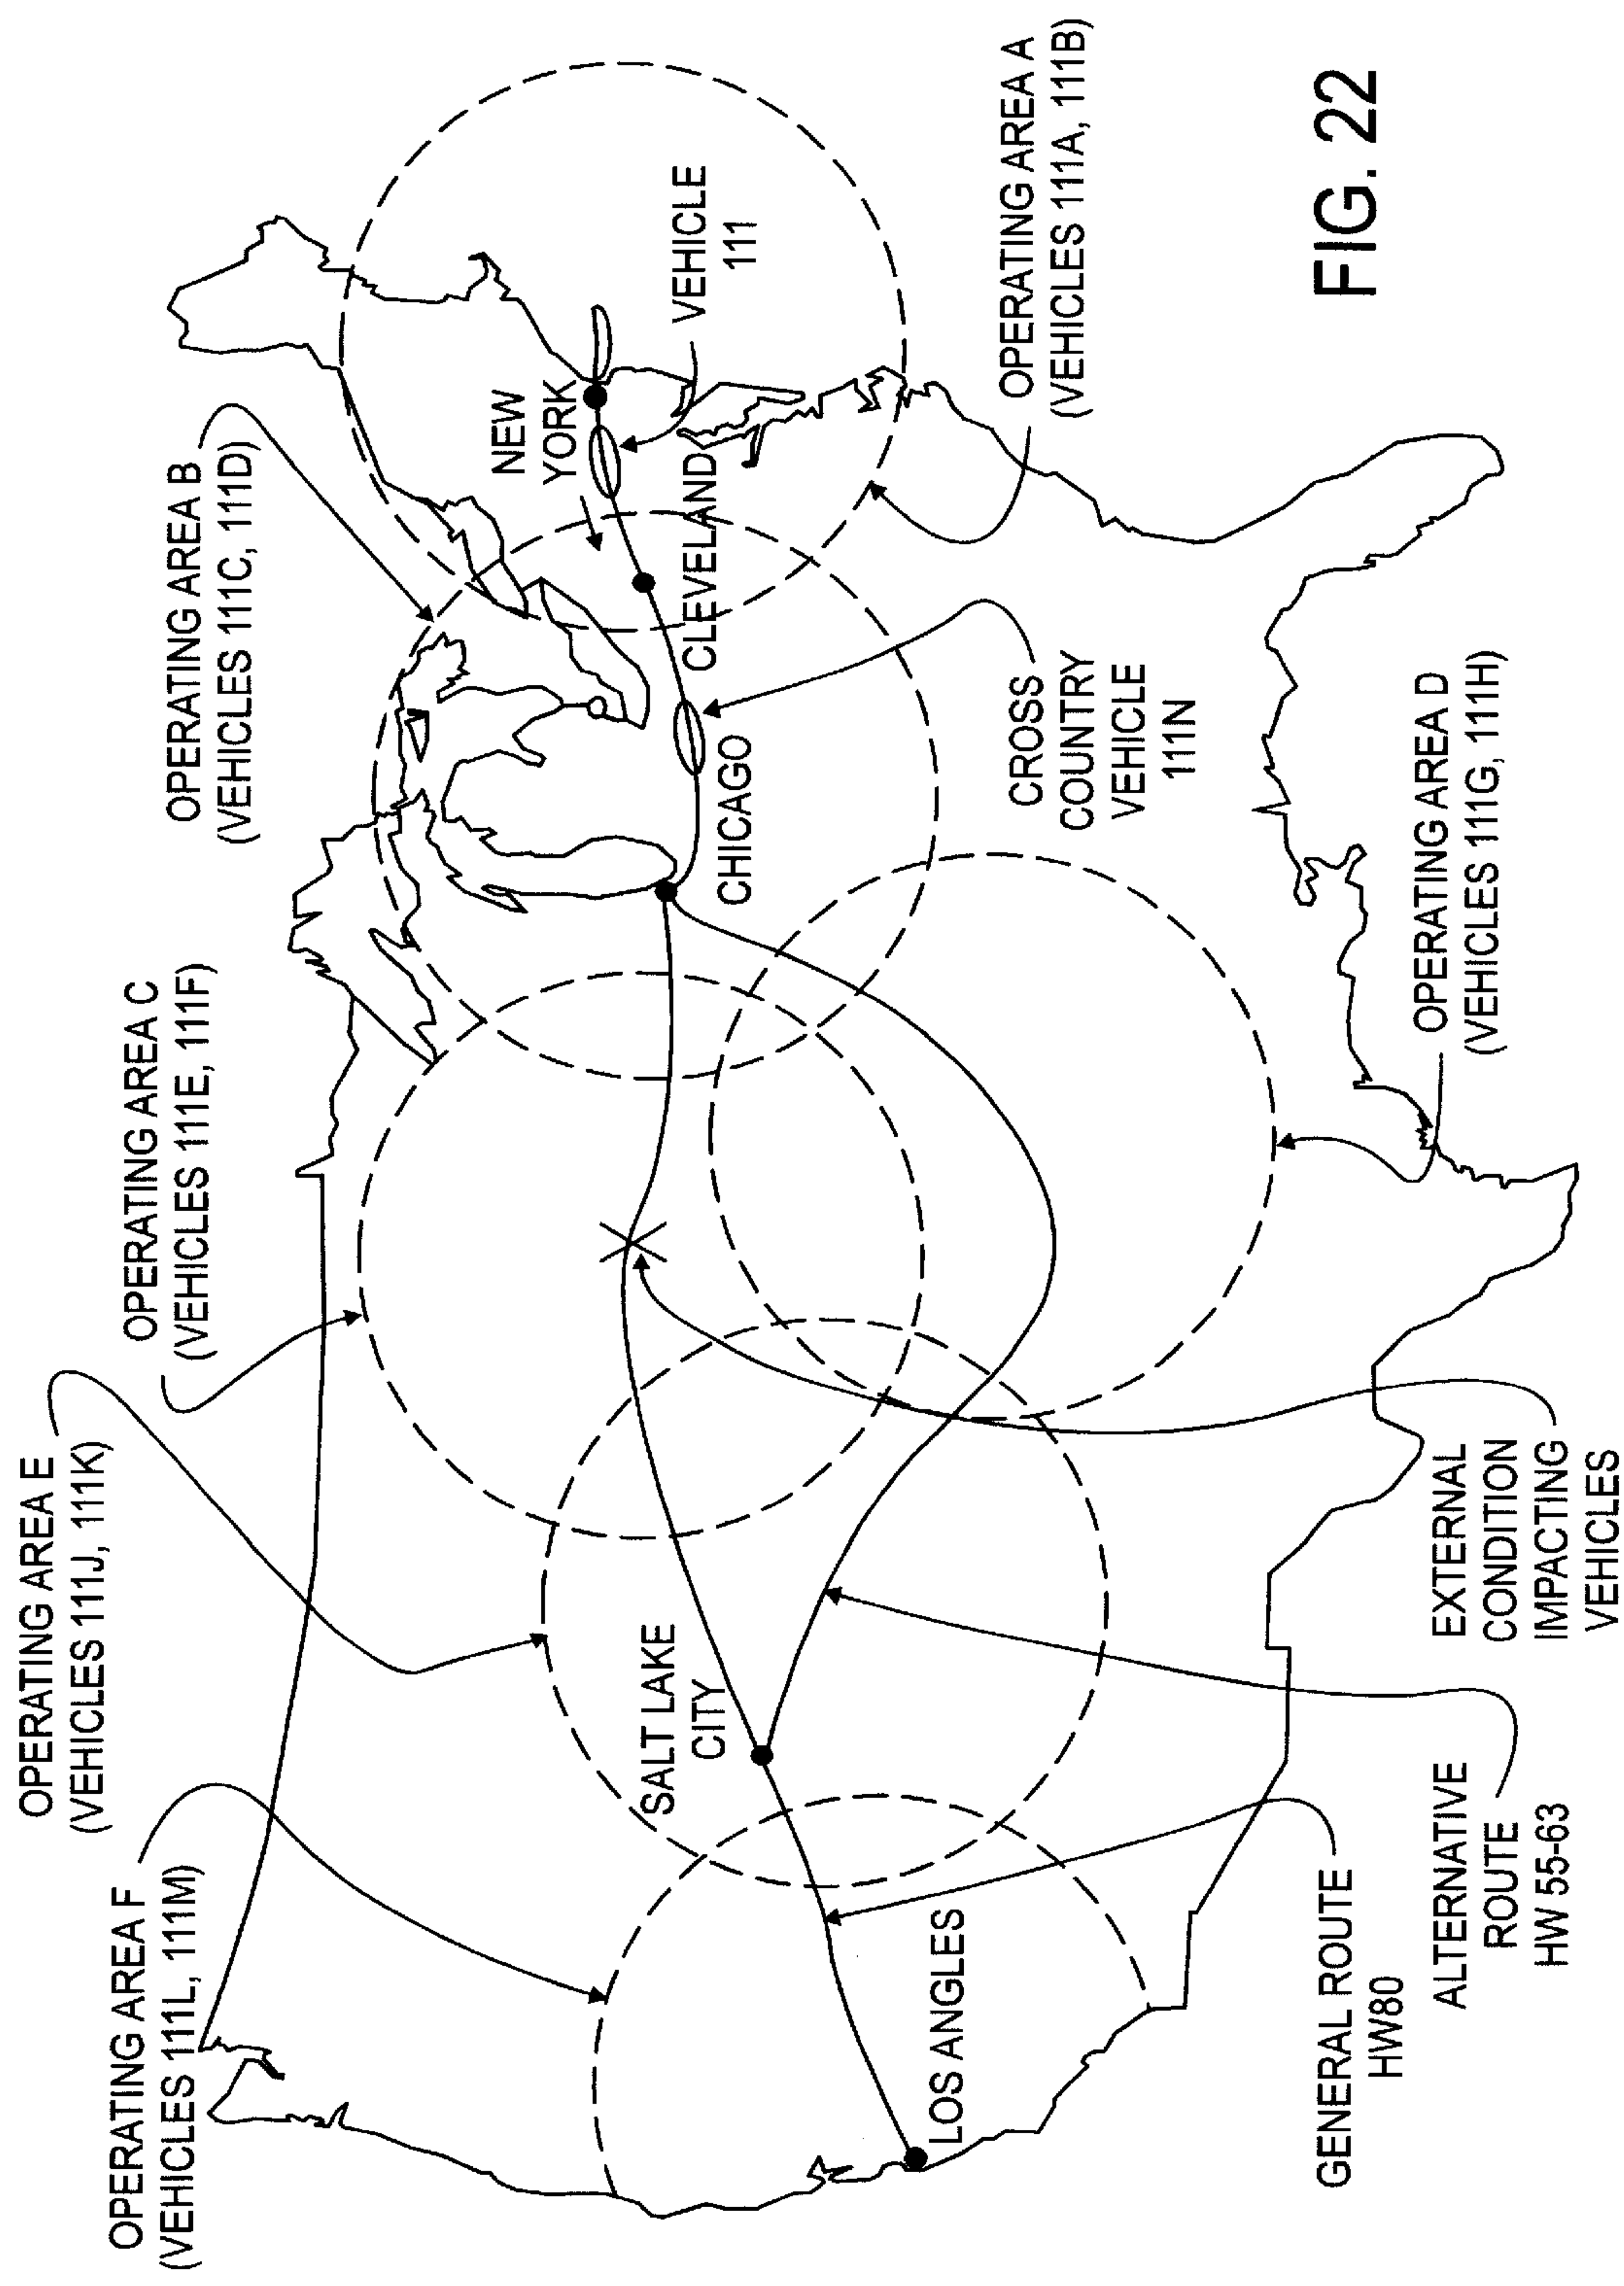 OPERATING AREA F
(VEHICLES 111L, 111M)
OPERATING AREA E
(VEHICLES 111J, 111K)
OPERATING AREA C
(VEHICLES 111E, 111F)
OPERATING AREA B
(VEHICLES 111C, 111D)
NEW
YORK
VEHICLE
111
CLEVELAND
CHICAGO
SALT LAKE
CITY
LOS ANGLES
CROSS
COUNTRY
VEHICLE
111N
OPERATING AREA A
(VEHICLES 111A, 111B)
GENERAL ROUTE
HW80
ALTERNATIVE
ROUTE
HW 55-63
EXTERNAL
CONDITION
IMPACTING
VEHICLES
OPERATING AREA D
(VEHICLES 111G, 111H)
FIG. 22